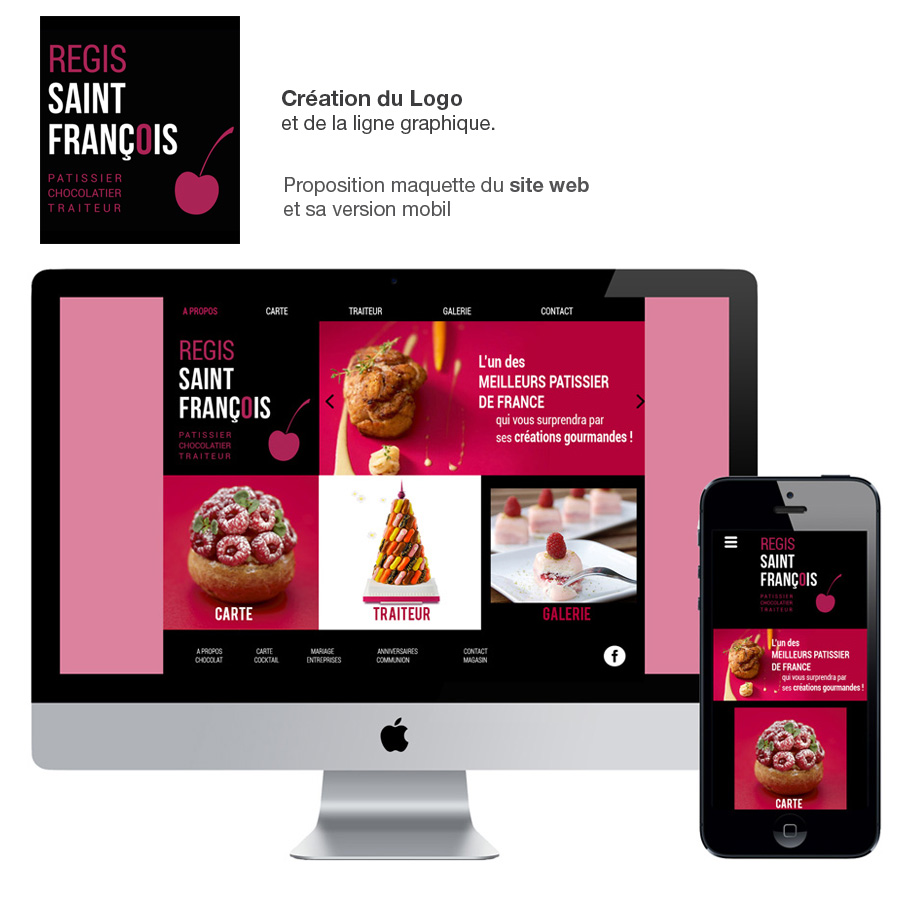 REGIS
SAINT
FRANÇOIS
PATISSIER
CHOCOLATIER
TRAITEUR
Création du Logo
et de la ligne graphique.
Proposition maquette du site web
et sa version mobil
A PROPOS CARTE TRAITEUR GALERIE CONTACT
REGIS
SAINT
FRANÇOIS
PATISSIER
CHOCOLATIER
TRAITEUR
L'un des
MEILLEURS PATISSIER
DE FRANCE
qui vous surprendra par
ses créations gourmandes !
CARTE
TRAITEUR
GALERIE
A PROPOS CARTE MARIAGE ANNIVERSAIRES CONTACT
CHOCOLAT COCKTAIL ENTREPRISES COMMUNION MAGASIN
f
REGIS
SAINT
FRANÇOIS
PATISSIER
CHOCOLATIER
TRAITEUR
L'un des
MEILLEURS PATISSIER
DE FRANCE
qui vous surprendra par
ses créations gourmandes !
CARTE